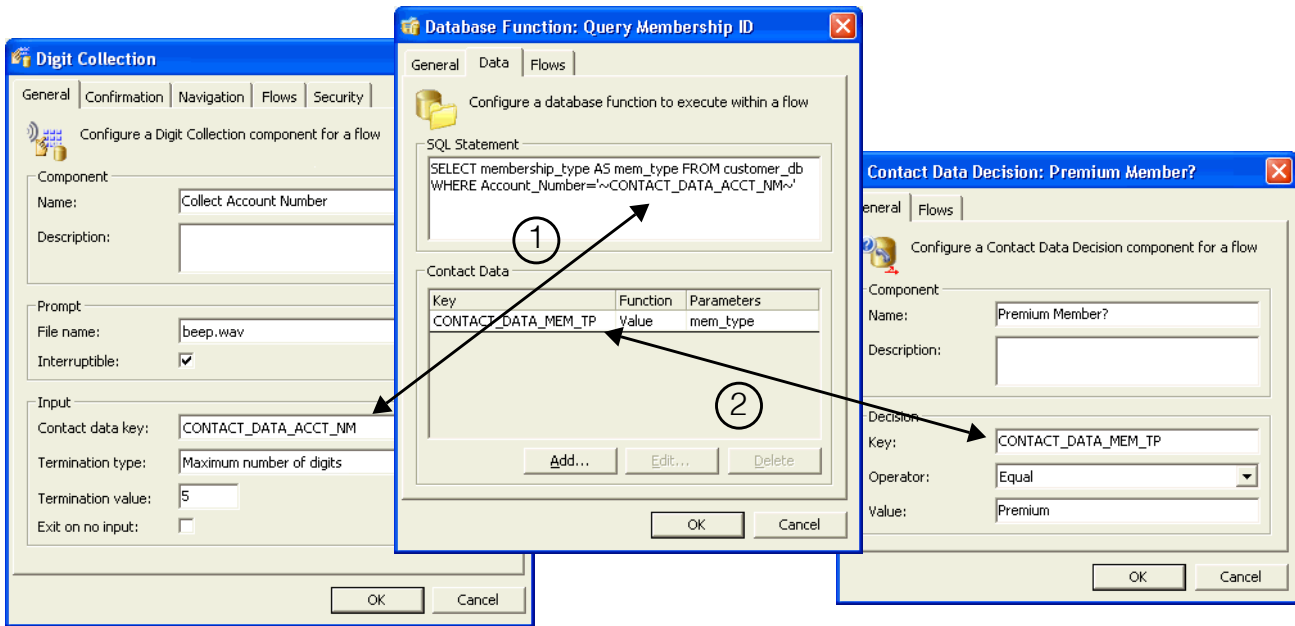 Digit Collection
General Confirmation Navigation Flows Security
Configure a Digit Collection component for a flow
Component
Name: Collect Account Number
Description:
Prompt
File name: beep.wav
Interruptible:
Input
Contact data key: CONTACT_DATA_ACCT_NM
Termination type: Maximum number of digits
Termination value: 5
Exit on no input:
OK Cancel
Database Function: Query Membership ID
General Data Flows
Configure a database function to execute within a flow
SQL Statement
SELECT membership_type AS mem_type FROM customer_db
WHERE Account_Number='~CONTACT_DATA_ACCT_NM~'
1
Contact Data
Key Function Parameters
CONTACT_DATA_MEM_TP Value mem_type
2
Add... Edit... Delete
OK Cancel
Contact Data Decision: Premium Member?
eneral Flows
Configure a Contact Data Decision component for a flow
Component
Name: Premium Member?
Description:
Decision
Key: CONTACT_DATA_MEM_TP
Operator: Equal
Value: Premium
OK Cancel